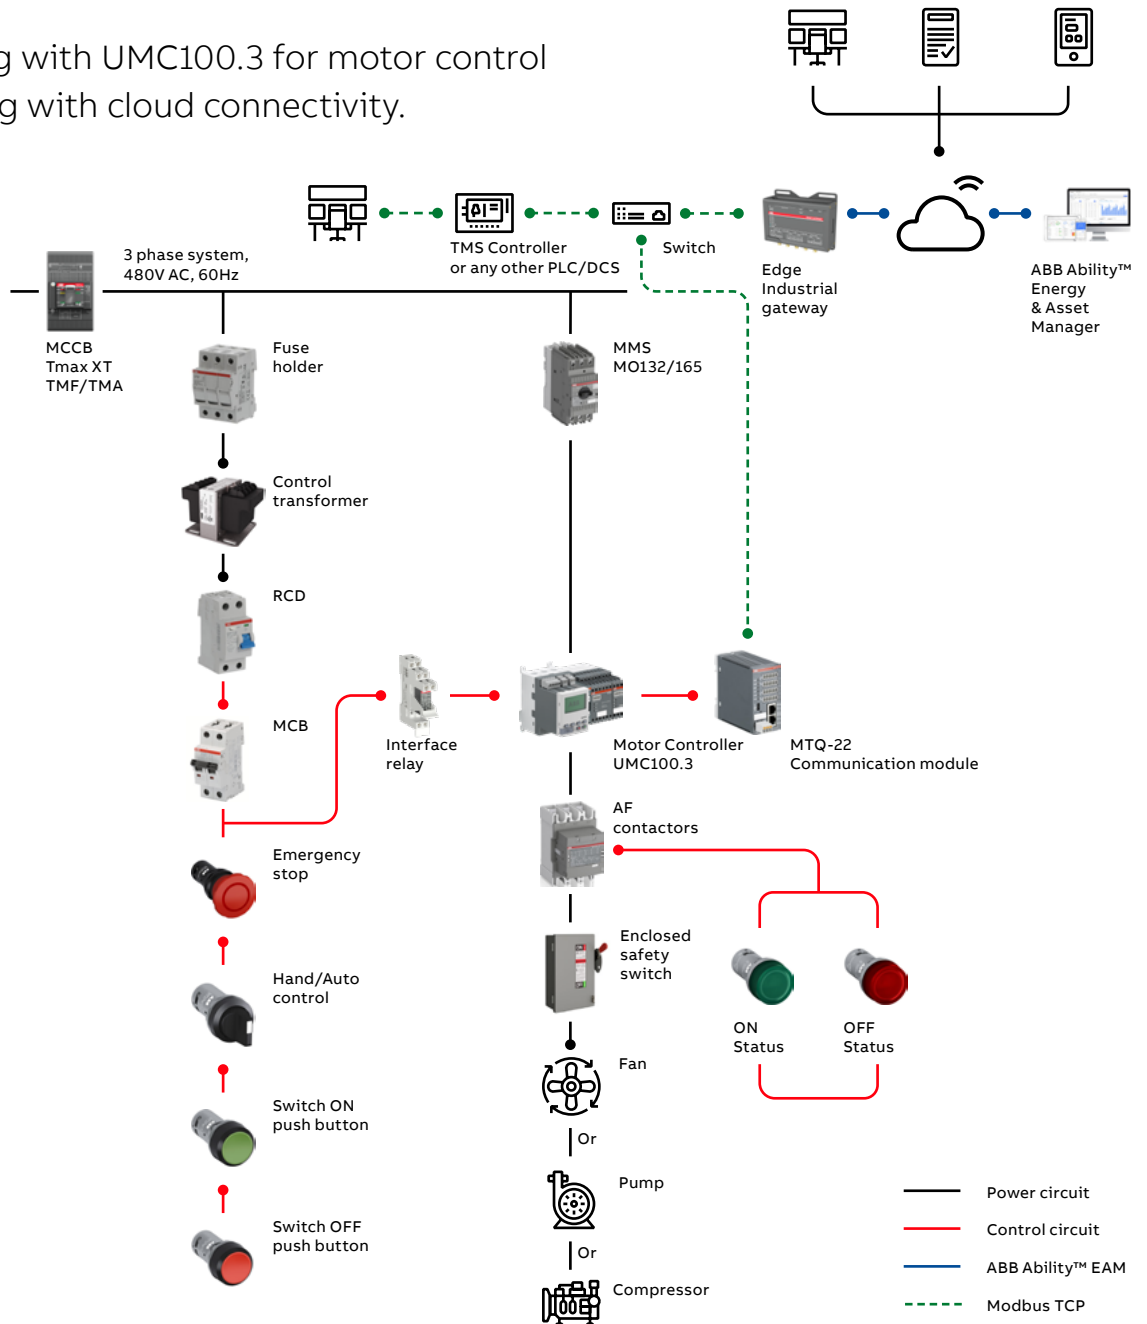 g with UMC100.3 for motor control
g with cloud connectivity.
3 phase system,
480V AC, 60Hz
TMS Controller
or any other PLC/DCS
Switch
Edge
Industrial
gateway
ABB Ability™
Energy
& Asset
Manager
MCCB
Tmax XT
TMF/TMA
Fuse
holder
MMS
MO132/165
Control
transformer
RCD
MCB
Interface
relay
Motor Controller
UMC100.3
MTQ-22
Communication module
AF
contactors
Emergency
stop
Enclosed
safety
switch
Hand/Auto
control
ON
Status
OFF
Status
Fan
Switch ON
push button
Or
Pump
Switch OFF
push button
Or
Compressor
Power circuit
Control circuit
ABB Ability™ EAM
Modbus TCP